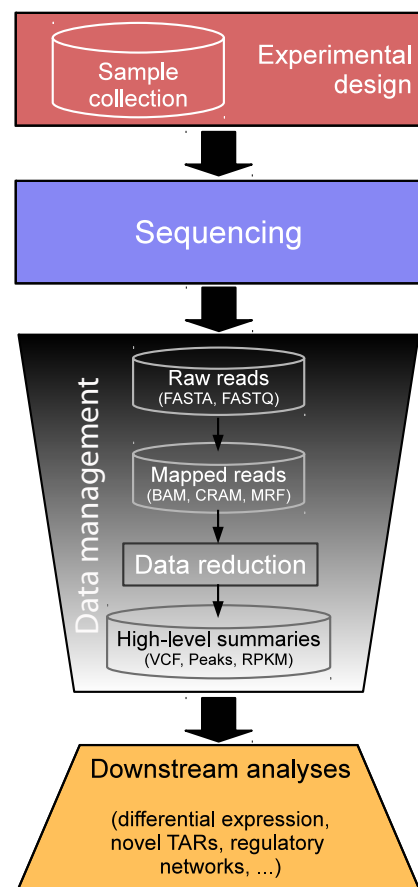 Sample
collection
Experimental
design
Sequencing
Data management
Raw reads
(FASTA, FASTQ)
Mapped reads
(BAM, CRAM, MRF)
Data reduction
High-level summaries
(VCF, Peaks, RPKM)
Downstream analyses
(differential expression,
novel TARs, regulatory
networks, ...)